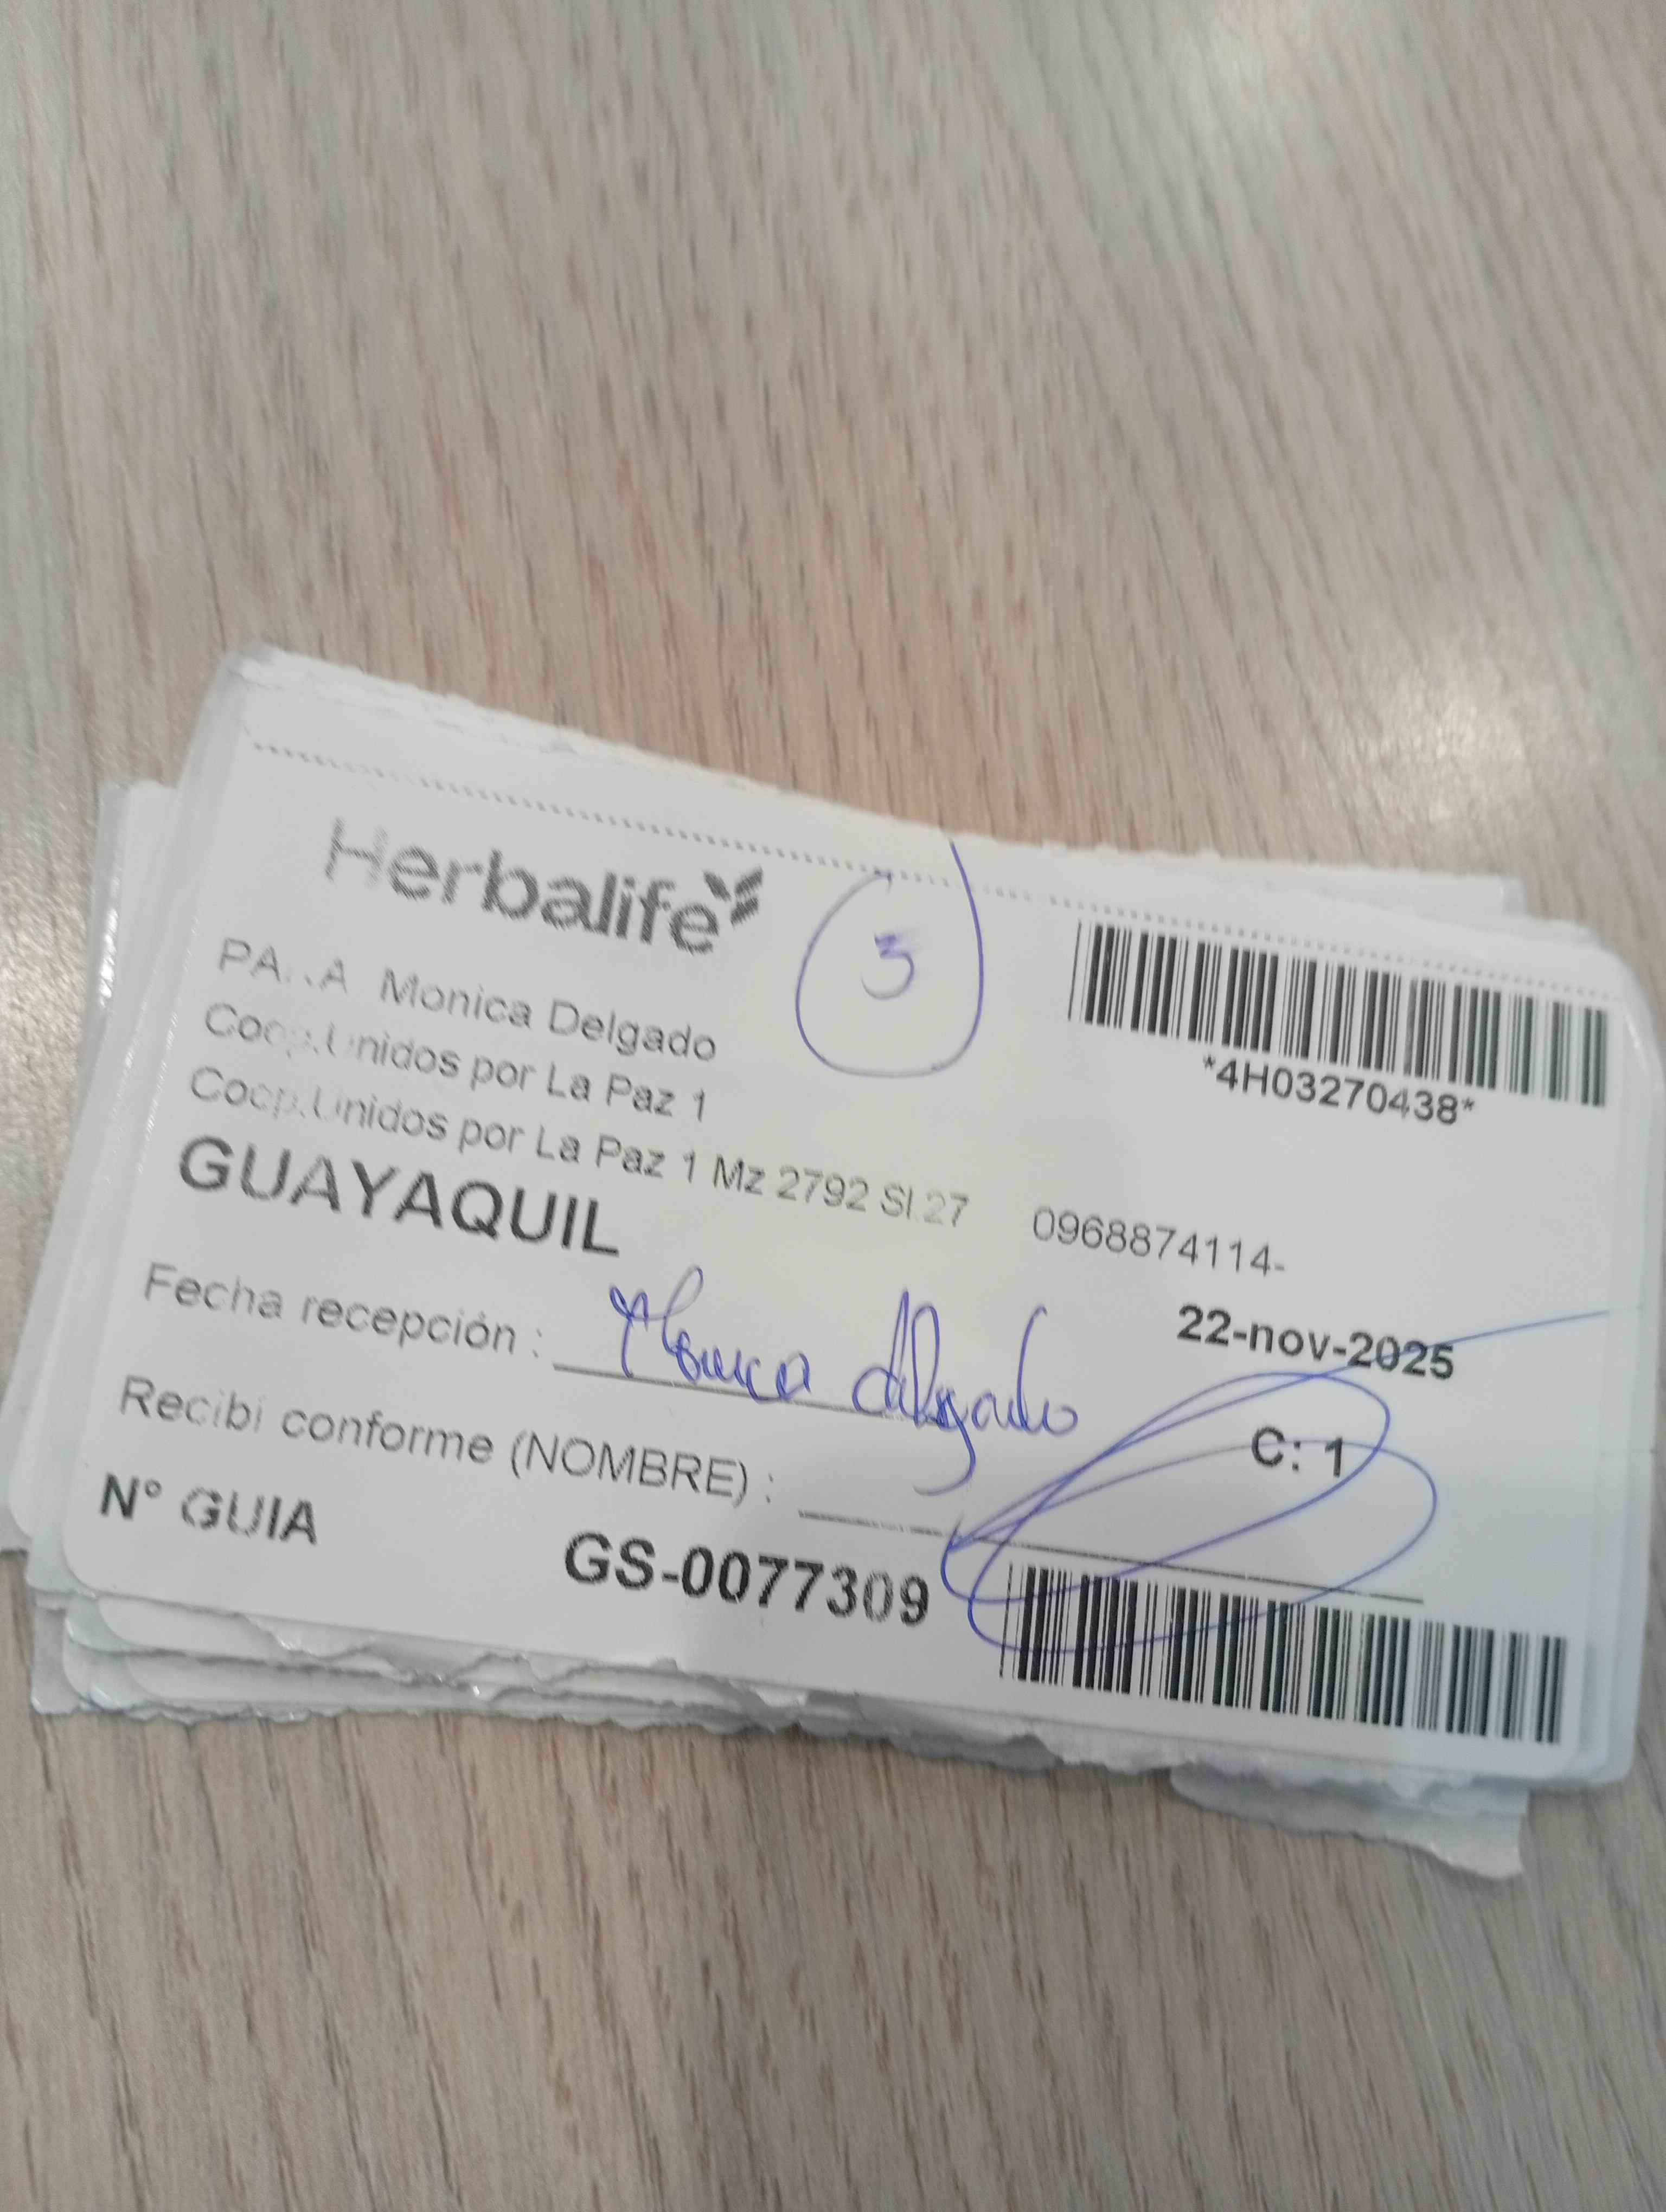 Herbalife
3
*4H03270438*
PA..A Monica Delgado
Coop.Unidos por La Paz 1
Coop.Unidos por La Paz 1 Mz 2792 Sl.27 0968874114-
GUAYAQUIL
22-nov-2025
Fecha recepción : Monica Delgado
C: 1
Recibi conforme (NOMBRE) :
N° GUIA GS-0077309